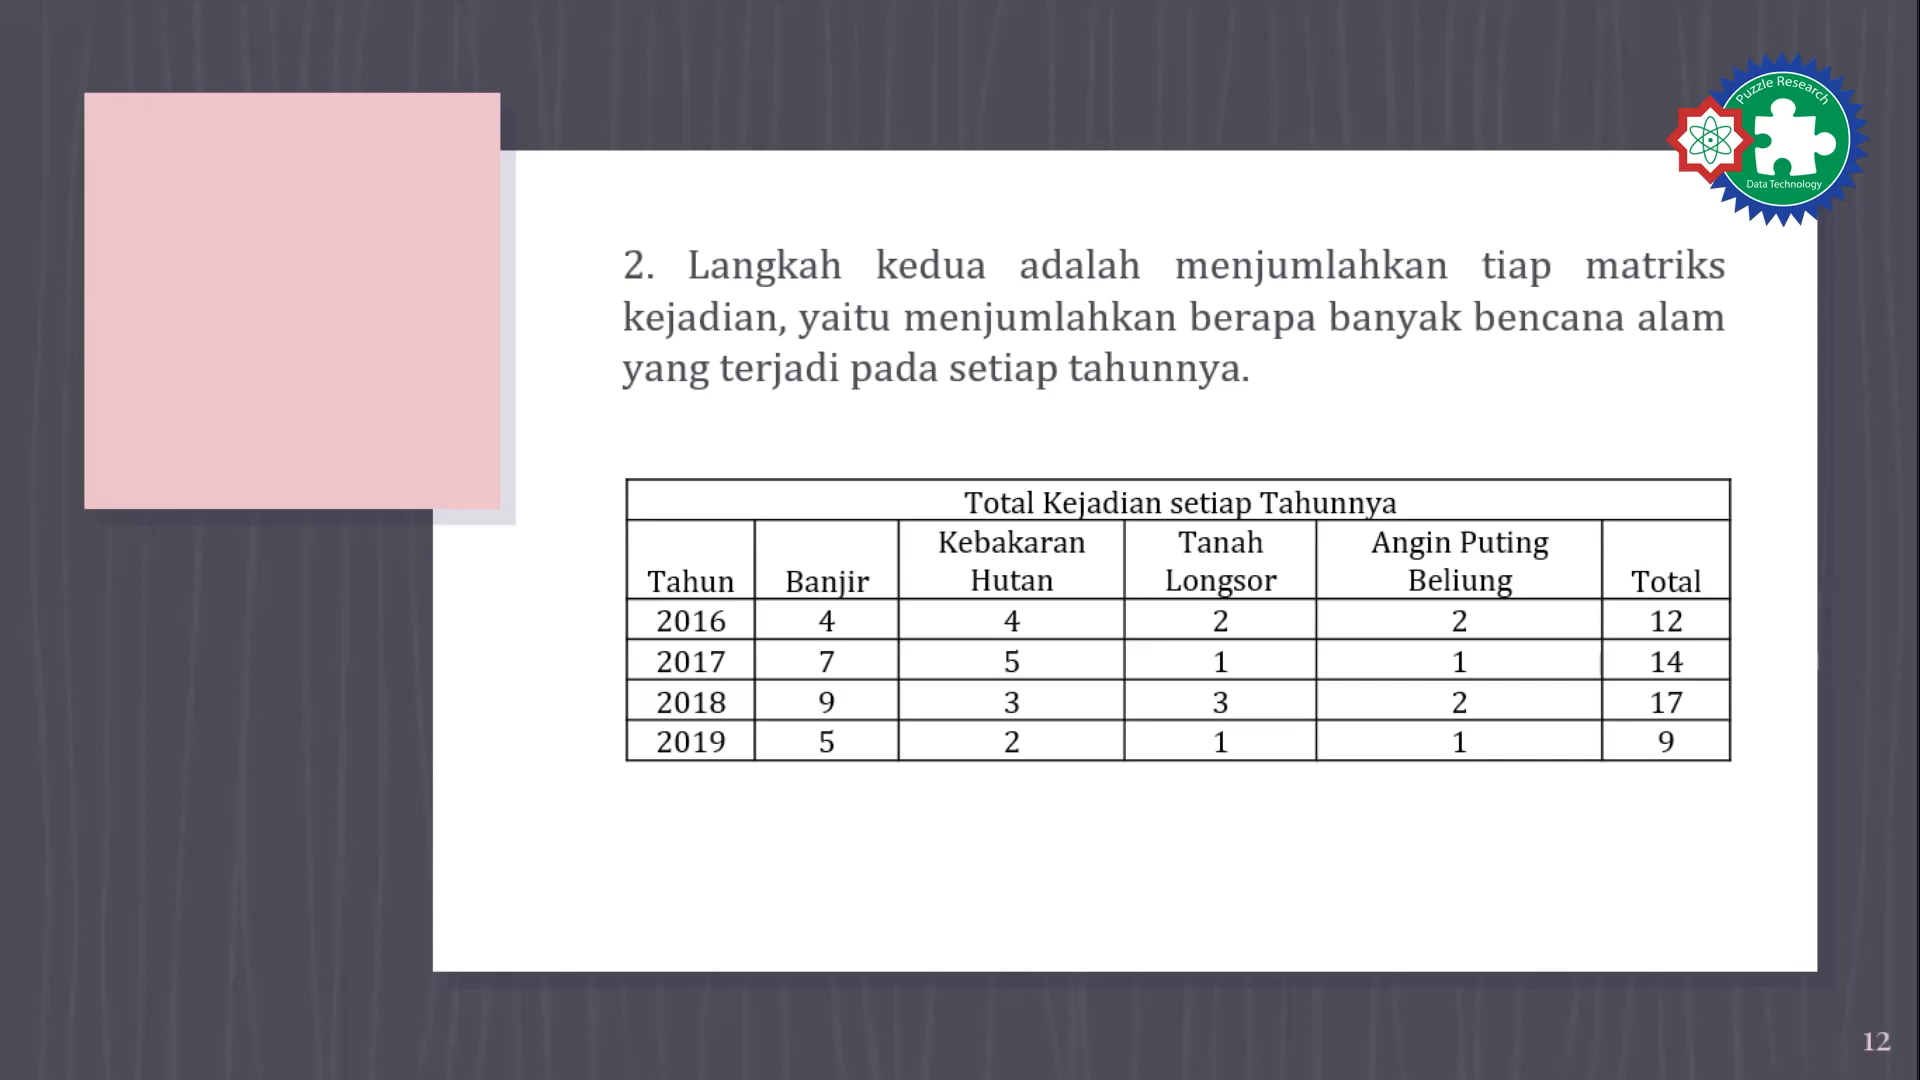 Puzzle Research
Data Technology
2. Langkah kedua adalah menjumlahkan tiap matriks
kejadian, yaitu menjumlahkan berapa banyak bencana alam
yang terjadi pada setiap tahunnya.
Total Kejadian setiap Tahunnya
Tahun Banjir Kebakaran Hutan Tanah Longsor Angin Puting Beliung Total
2016 4 4 2 2 12
2017 7 5 1 1 14
2018 9 3 3 2 17
2019 5 2 1 1 9
12